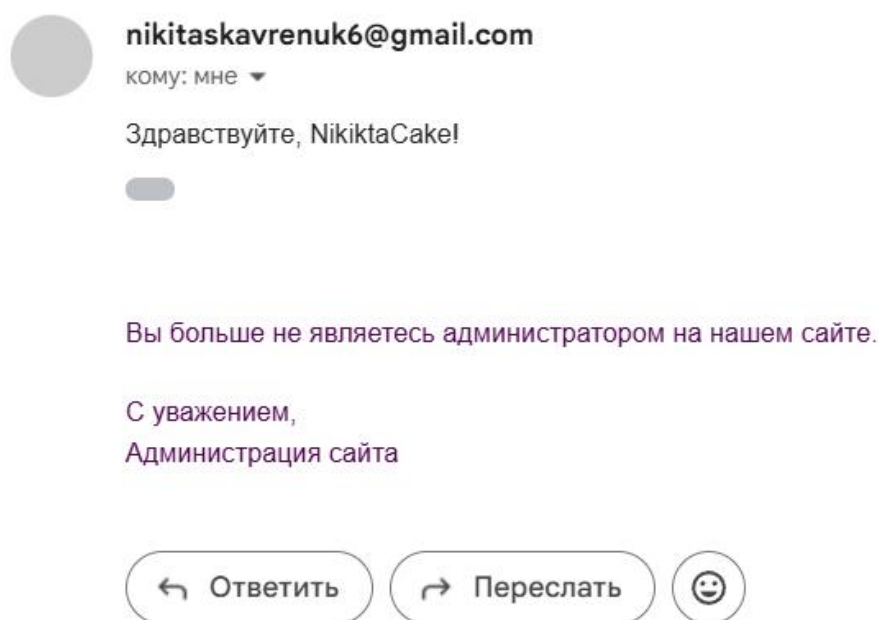 nikitaskavrenuk6@gmail.com
кому: мне
Здравствуйте, NikiktaCake!
Вы больше не являетесь администратором на нашем сайте.
С уважением,
Администрация сайта
Ответить Переслать